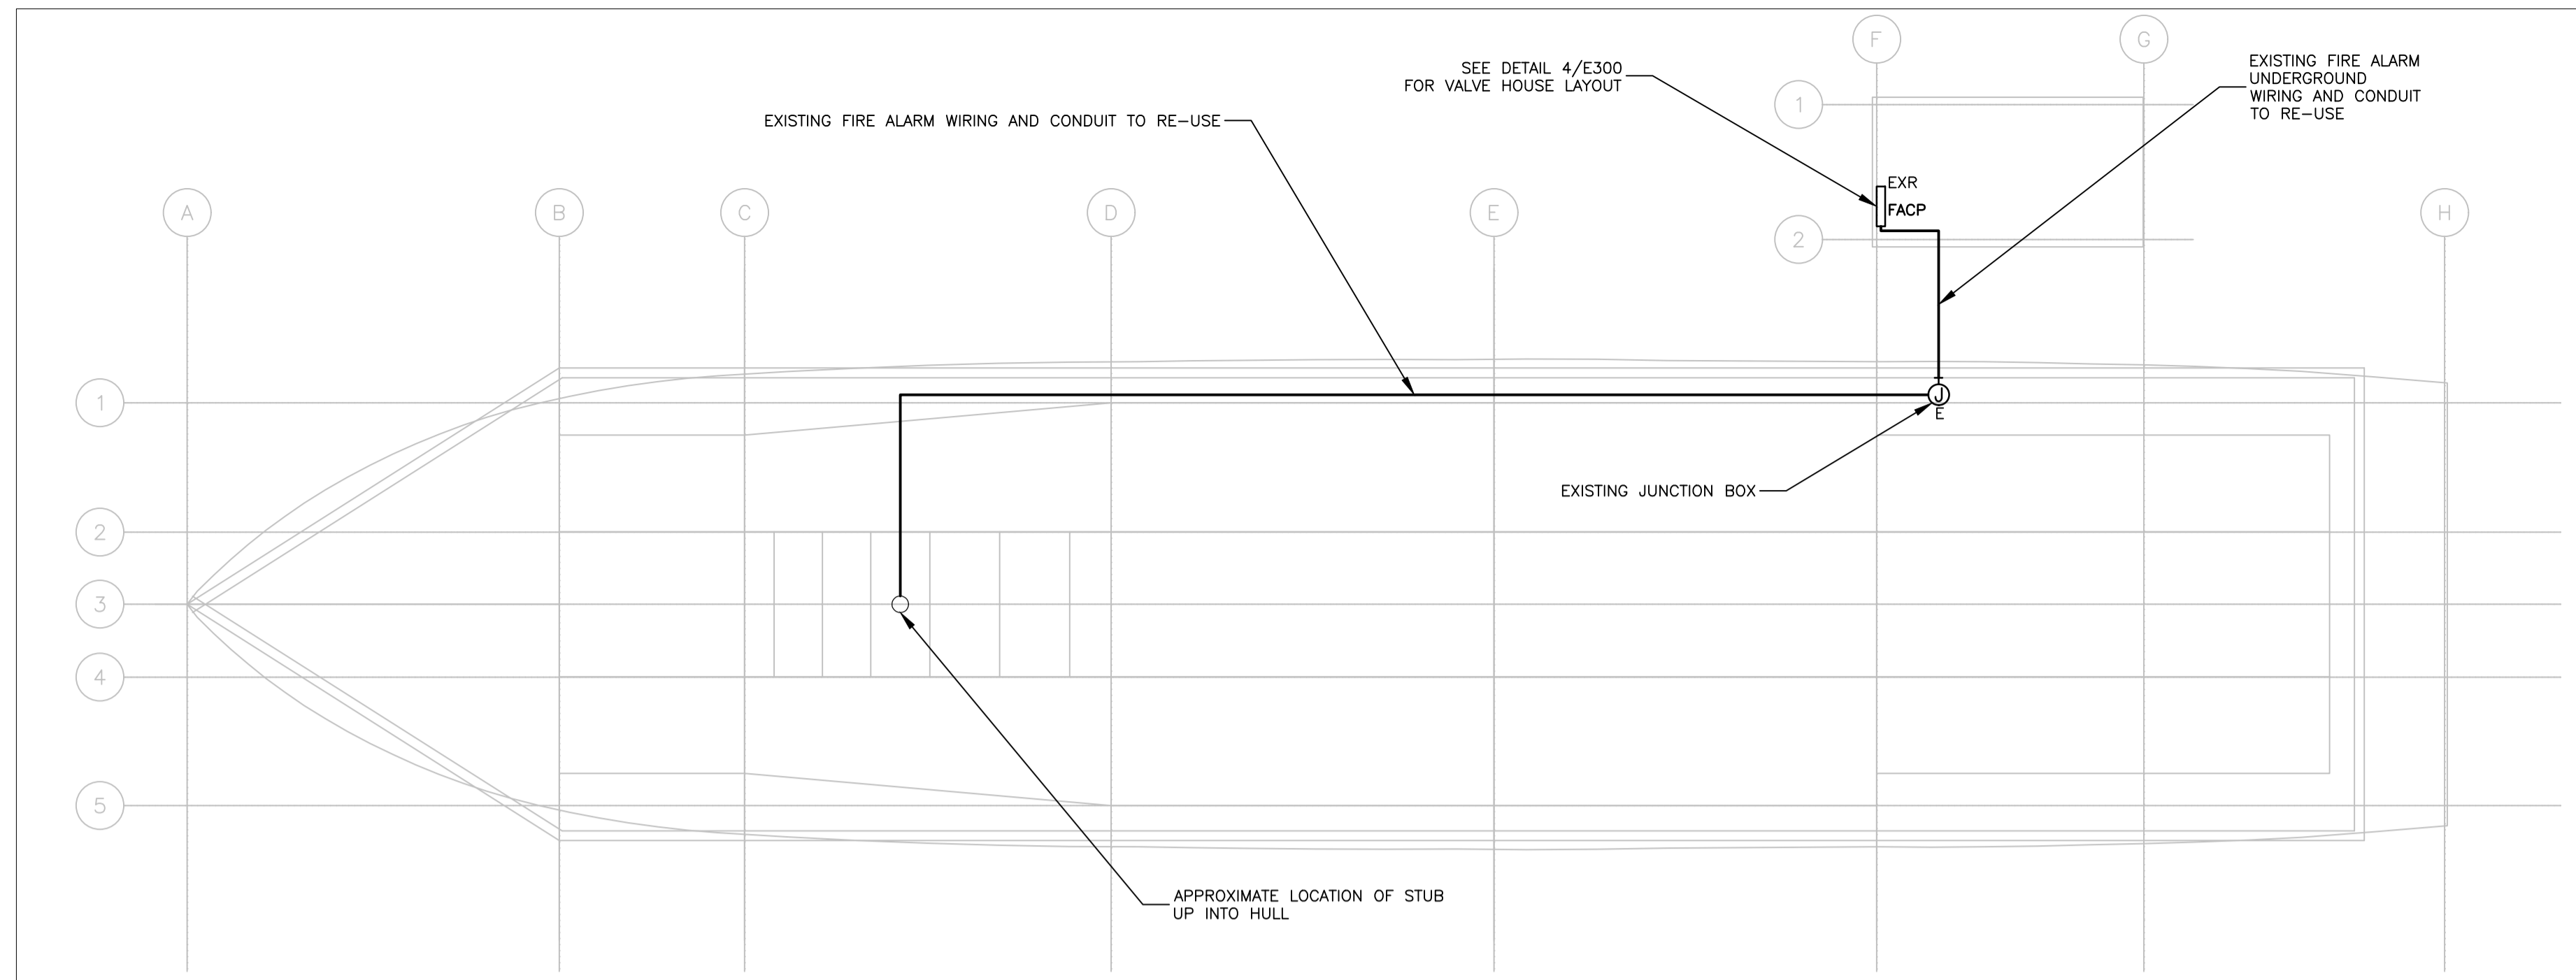 F
G
SEE DETAIL 4/E300
FOR VALVE HOUSE LAYOUT
EXISTING FIRE ALARM
UNDERGROUND
WIRING AND CONDUIT
TO RE-USE
1
EXISTING FIRE ALARM WIRING AND CONDUIT TO RE-USE
EXR
FACP
A
B
C
D
E
2
H
1
J
E
EXISTING JUNCTION BOX
2
3
4
5
APPROXIMATE LOCATION OF STUB
UP INTO HULL